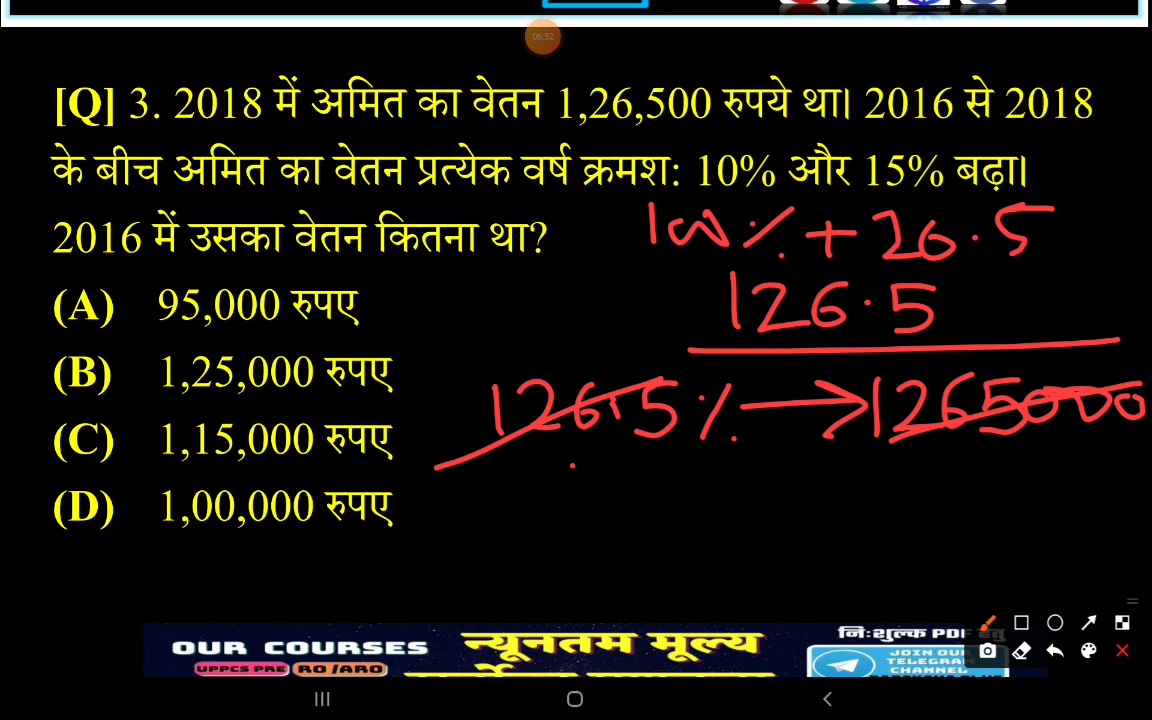 06:52
[Q] 3. 2018 में अमित का वेतन 1,26,500 रुपये था। 2016 से 2018
के बीच अमित का वेतन प्रत्येक वर्ष क्रमश: 10% और 15% बढ़ा।
2016 में उसका वेतन कितना था?
100% + 26.5
126.5
(A) 95,000 रुपए
(B) 1,25,000 रुपए
126.5% → 1265000
(C) 1,15,000 रुपए
(D) 1,00,000 रुपए
OUR COURSES
UPPCS PRE RO/ARO
न्यूनतम मूल्य
नि:शुल्क PDF हेतु
JOIN OUR
TELEGRAM
CHANNEL